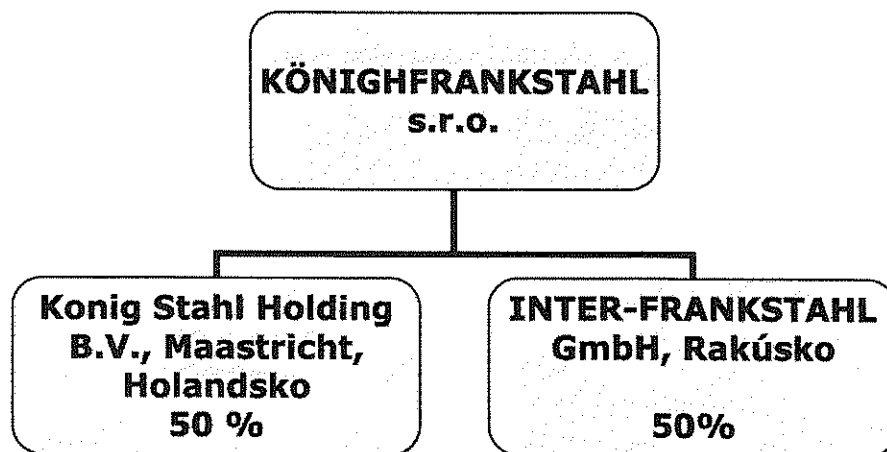 KÖNIGHFRANKSTAHL
s.r.o.
Konig Stahl Holding
B.V., Maastricht,
Holandsko
50 %
INTER-FRANKSTAHL
GmbH, Rakúsko
50%